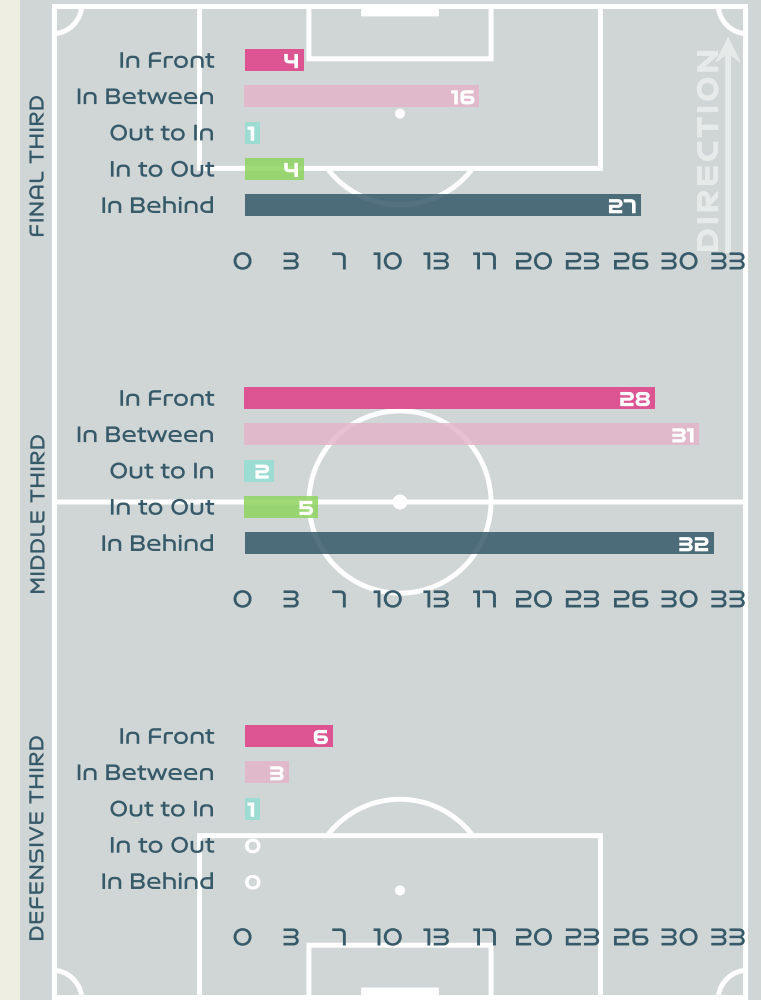 DIRECTION
FINAL THIRD
In Front 4
In Between 16
Out to In 1
In to Out 4
In Behind 27
0 3 7 10 13 17 20 23 26 30 33
MIDDLE THIRD
In Front 28
In Between 31
Out to In 2
In to Out 5
In Behind 32
0 3 7 10 13 17 20 23 26 30 33
DEFENSIVE THIRD
In Front 6
In Between 3
Out to In 1
In to Out 0
In Behind 0
0 3 7 10 13 17 20 23 26 30 33